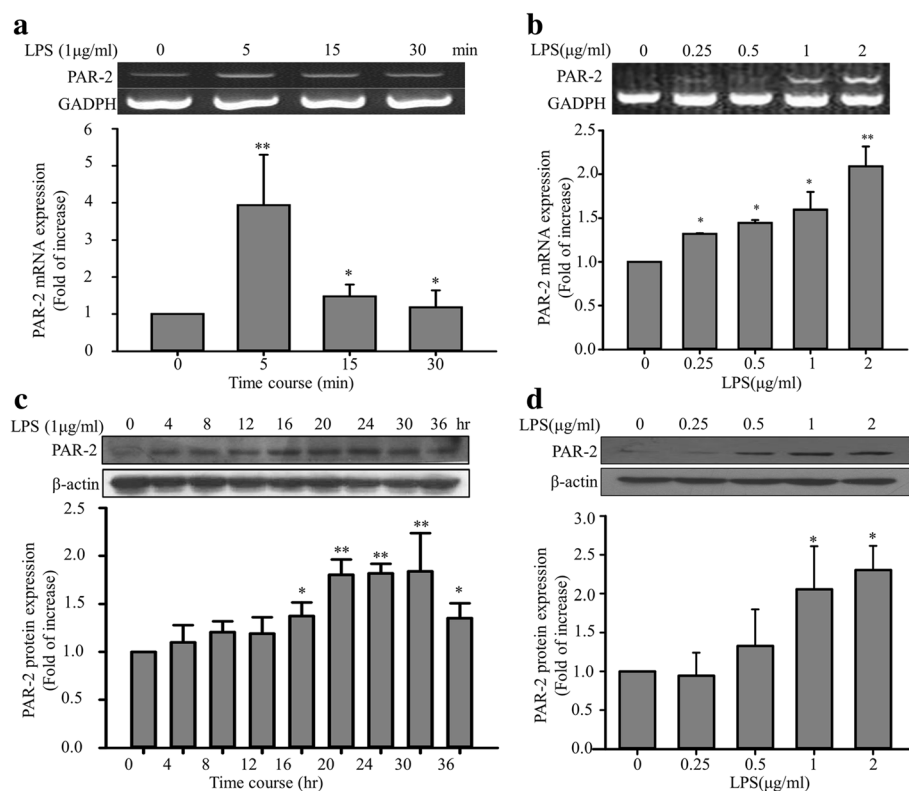 a
LPS (1μg/ml) 0 5 15 30 min
PAR-2
GADPH
PAR-2 mRNA expression
(Fold of increase)
6
5
4
2
1
0
**
*
*
0 5 15 30
Time course (min)
b
LPS(μg/ml) 0 0.25 0.5 1 2
PAR-2
GADPH
PAR-2 mRNA expression
(Fold of increase)
2.5
2.0
1.5
1.0
0.5
0.0
*
*
*
**
0 0.25 0.5 1 2
LPS(μg/ml)
c
LPS (1μg/ml) 0 4 8 12 16 20 24 30 36 hr
PAR-2
β-actin
PAR-2 protein expression
(Fold of increase)
2.5
2.0
1.5
1.0
0.5
0.0
*
**
**
**
*
0 4 8 12 16 20 24 30 36
Time course (hr)
d
LPS(μg/ml) 0 0.25 0.5 1 2
PAR-2
β-actin
PAR-2 protein expression
(Fold of increase)
3.0
2.5
2.0
1.5
1.0
0.5
0.0
*
*
0 0.25 0.5 1 2
LPS(μg/ml)